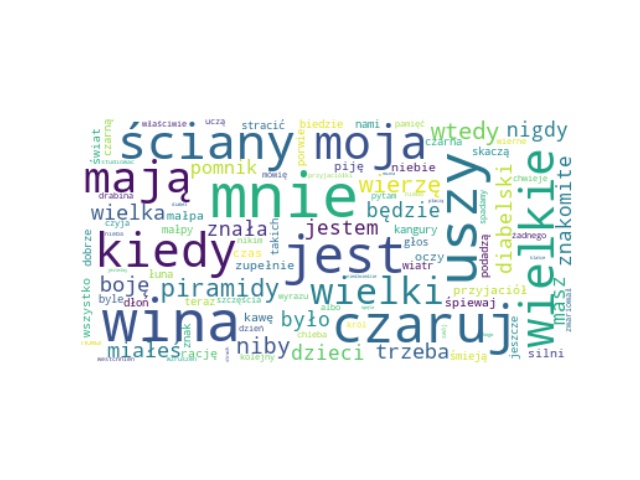 właściwie uczą stracić biedzie nami pamięć
świat czarną ściany porwie moja czarna wtedy wierne nigdy
mają pomnik mówię piję niebie skaczą
mnie wierzę uszy diabelski chwieje wielkie znakomite
drabina wielka małpa będzie
czyja małpy znała takich jestem kangury głos
dobrze kiedy nikim czas jest oczy podadzą żadnego
łuna zupełnie wiatr
wszystko boję piramidy wielki przyjaciół masz
byle dłoń teraz szczęścia wyrazu śpiewaj
wina znak kawę było albo król czaruj jeszcze
dzień chleba
miałeś rację niby dzieci trzeba śmieją silni
kolejny